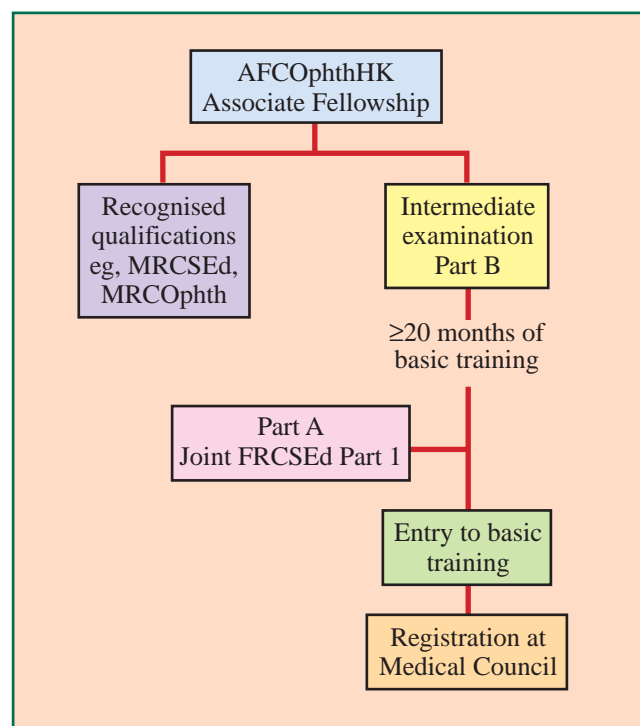 AFCOphthHK
Associate Fellowship
Recognised
qualifications
eg, MRCSEd,
MRCOphth
Intermediate
examination
Part B
≥20 months of
basic training
Part A
Joint FRCSEd Part 1
Entry to basic
training
Registration at
Medical Council